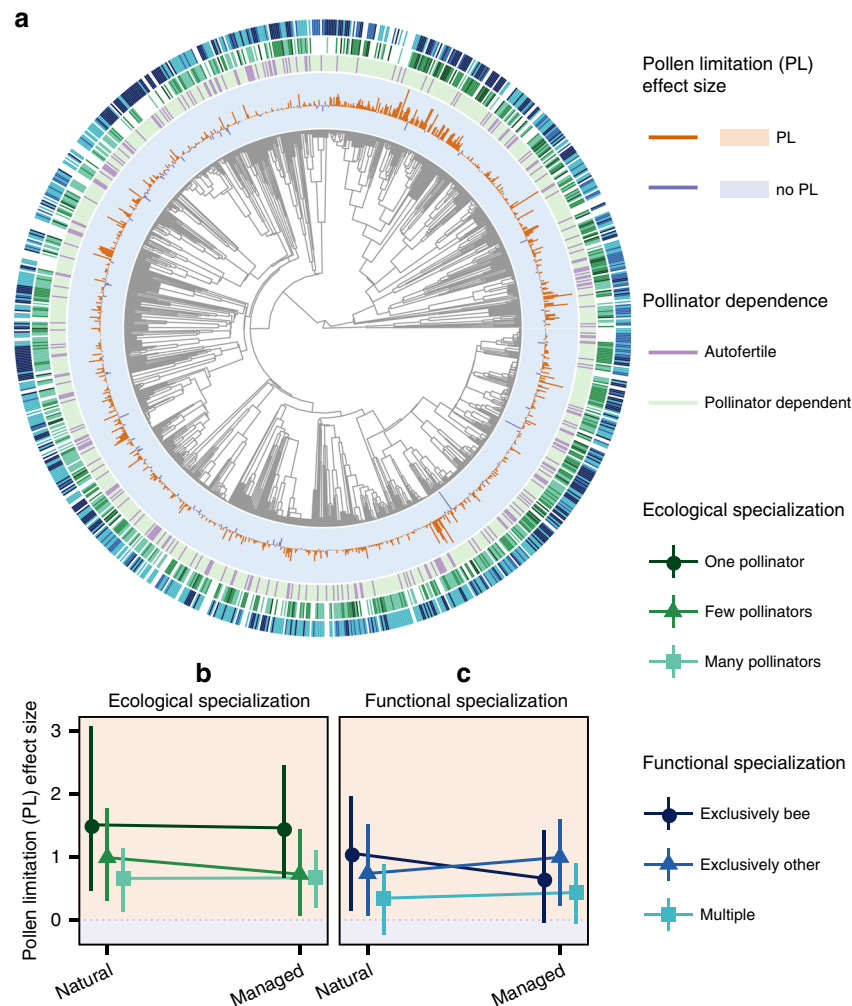 a
Pollen limitation (PL)
effect size
PL
no PL
Pollinator dependence
Autofertile
Pollinator dependent
Ecological specialization
One pollinator
Few pollinators
Many pollinators
Functional specialization
Exclusively bee
Exclusively other
Multiple
b
Ecological specialization
c
Functional specialization
Pollen limitation (PL) effect size
3
2
1
0
Natural
Managed
Natural
Managed